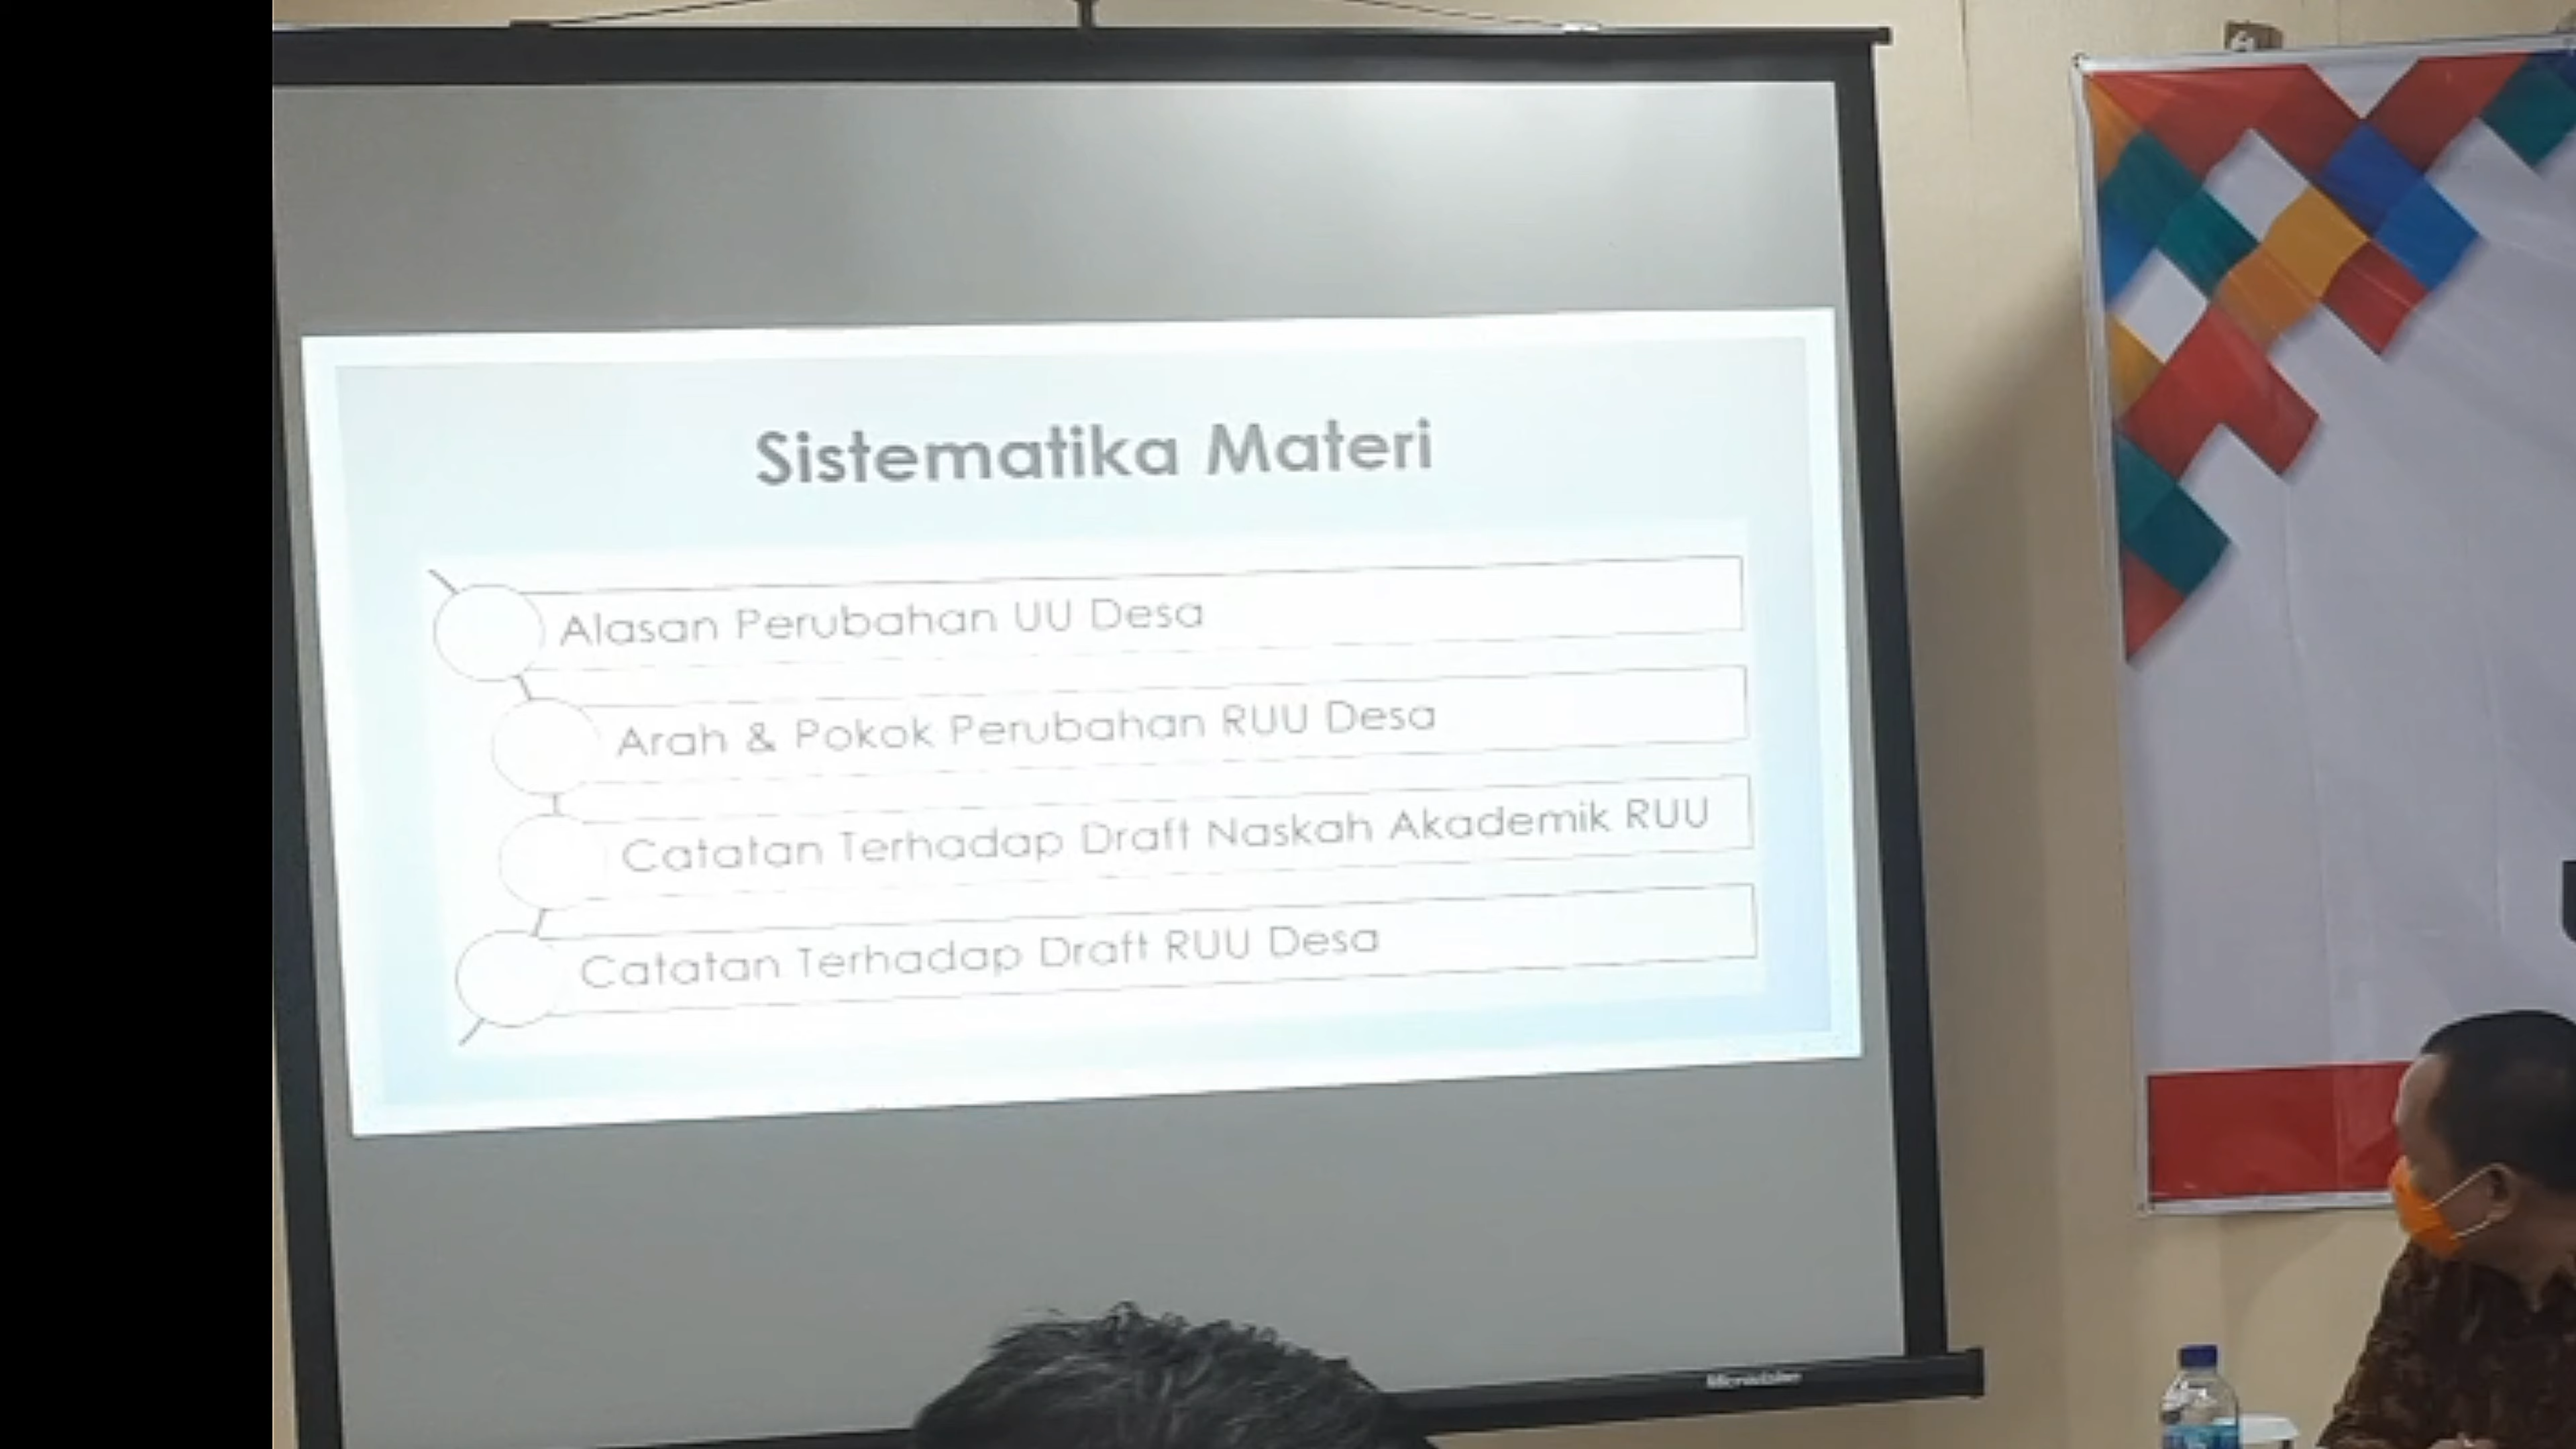 Sistematika Materi
Alasan Perubahan UU Desa
Arah & Pokok Perubahan RUU Desa
Catatan Terhadap Draft Naskah Akademik RUU
Catatan Terhadap Draft RUU Desa
Microvision